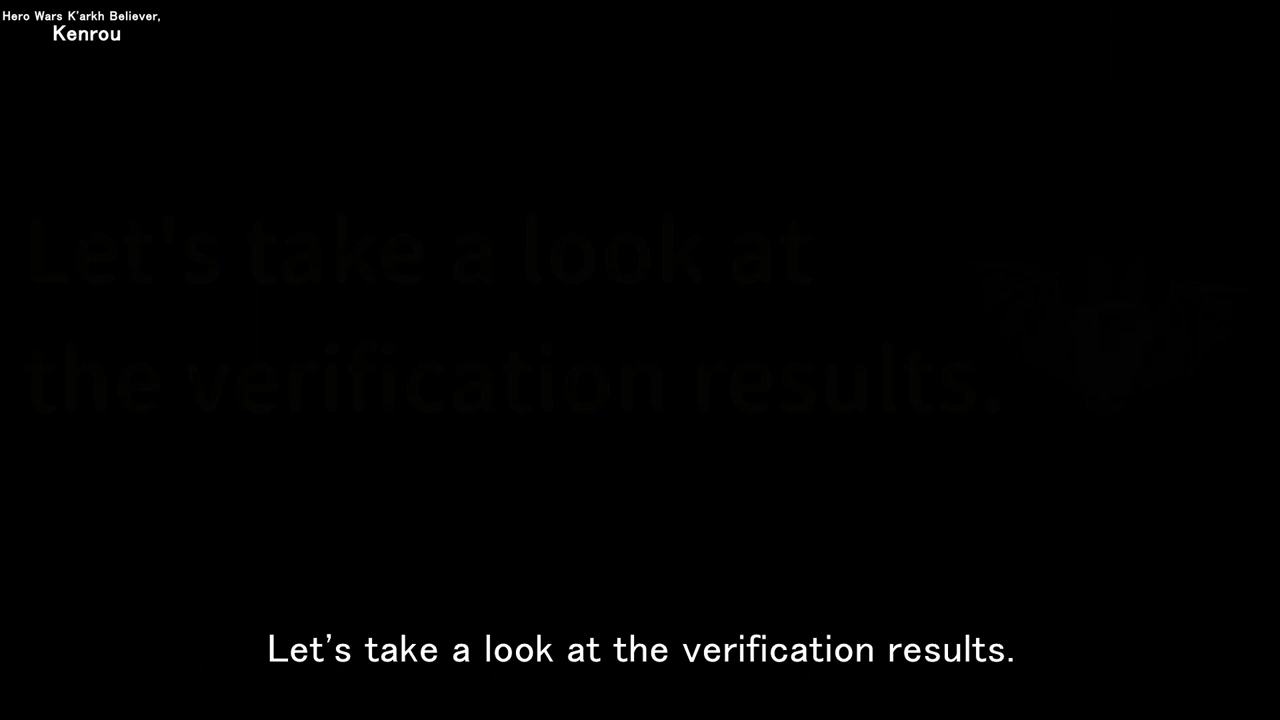 Hero Wars K'arkh Believer,
Kenrou
Let's take a look at
the verification results.
Let's take a look at the verification results.